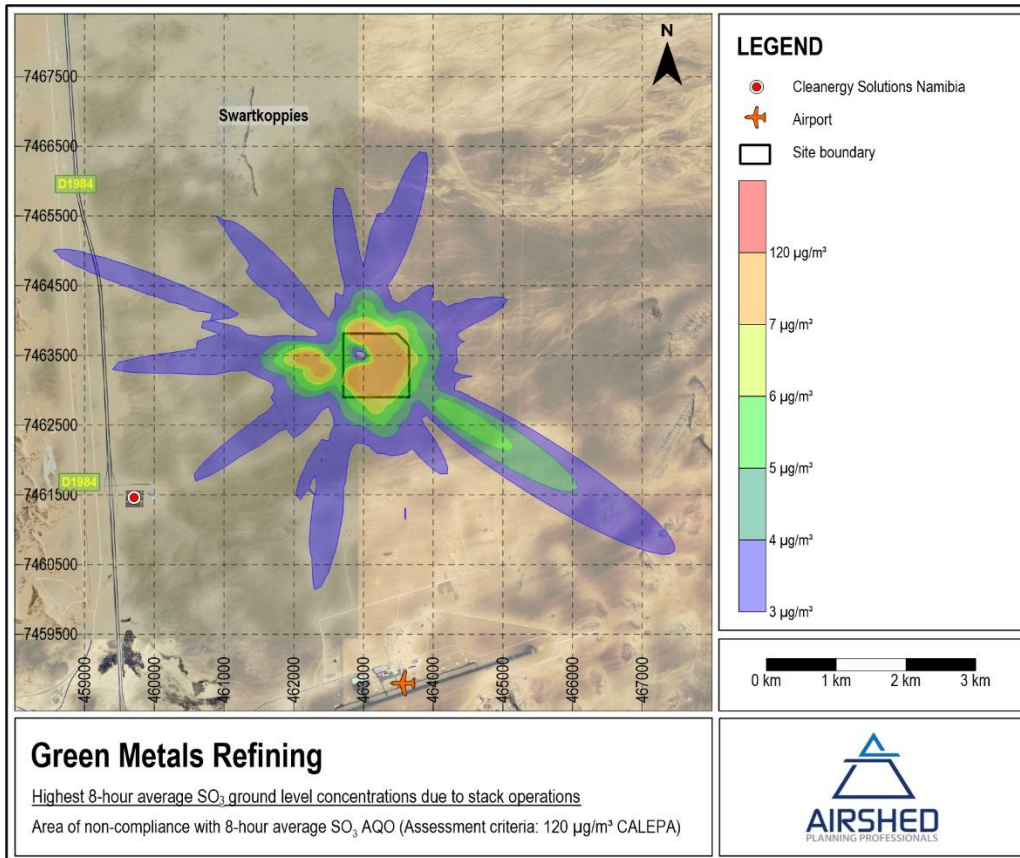 N
7467500
Swartkoppies
7466500
D1984
7465500
7464500
7463500
7462500
D1984
7461500
7460500
7459500
459000
460000
461000
462000
463000
464000
465000
466000
467000
LEGEND
Cleanergy Solutions Namibia
Airport
Site boundary
120 µg/m³
7 µg/m³
6 µg/m³
5 µg/m³
4 µg/m³
3 µg/m³
0 km 1 km 2 km 3 km
Green Metals Refining
Highest 8-hour average SO₃ ground level concentrations due to stack operations
Area of non-compliance with 8-hour average SO₃ AQO (Assessment criteria: 120 µg/m³ CALEPA)
AIRSHED
PLANNING PROFESSIONALS